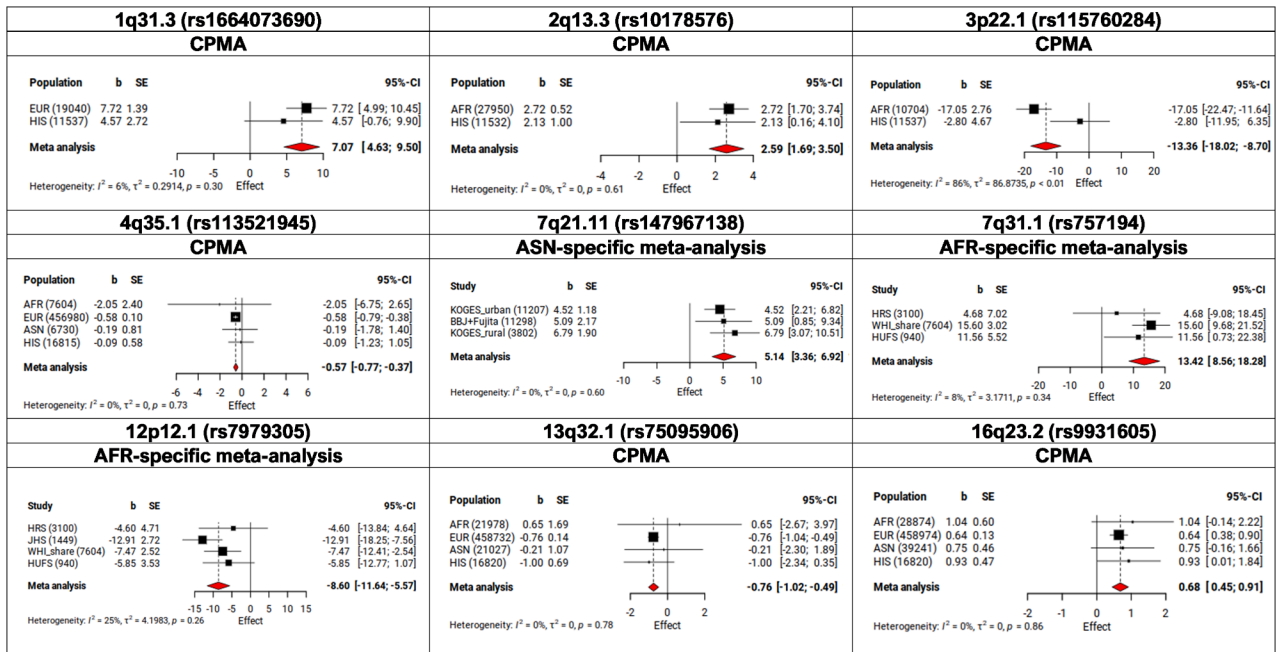 1q31.3 (rs1664073690)
CPMA
Population b SE 95%-CI
EUR (19040) 7.72 1.39 7.72 [4.99; 10.45]
HIS (11537) 4.57 2.72 4.57 [-0.76; 9.90]
Meta analysis 7.07 [4.63; 9.50]
-10 -5 0 5 10
Heterogeneity: I² = 6%, τ² = 0.2914, p = 0.30 Effect
2q13.3 (rs10178576)
CPMA
Population b SE 95%-CI
AFR (27950) 2.72 0.52 2.72 [1.70; 3.74]
HIS (11532) 2.13 1.00 2.13 [0.16; 4.10]
Meta analysis 2.59 [1.69; 3.50]
-4 -2 0 2 4
Heterogeneity: I² = 0%, τ² = 0, p = 0.61 Effect
3p22.1 (rs115760284)
CPMA
Population b SE 95%-CI
AFR (10704) -17.05 2.76 -17.05 [-22.47; -11.64]
HIS (11537) -2.80 4.67 -2.80 [-11.95; 6.35]
Meta analysis -13.36 [-18.02; -8.70]
-20 -10 0 10 20
Heterogeneity: I² = 86%, τ² = 86.8735, p < 0.01 Effect
4q35.1 (rs113521945)
CPMA
Population b SE 95%-CI
AFR (7604) -2.05 2.40 -2.05 [-6.75; 2.65]
EUR (456980) -0.58 0.10 -0.58 [-0.79; -0.38]
ASN (6730) -0.19 0.81 -0.19 [-1.78; 1.40]
HIS (16815) -0.09 0.58 -0.09 [-1.23; 1.05]
Meta analysis -0.57 [-0.77; -0.37]
-6 -4 -2 0 2 4 6
Heterogeneity: I² = 0%, τ² = 0, p = 0.73 Effect
7q21.11 (rs147967138)
ASN-specific meta-analysis
Study b SE 95%-CI
KOGES_urban (11207) 4.52 1.18 4.52 [2.21; 6.82]
BBJ+Fujita (11298) 5.09 2.17 5.09 [0.85; 9.34]
KOGES_rural (3802) 6.79 1.90 6.79 [3.07; 10.51]
Meta analysis 5.14 [3.36; 6.92]
-10 -5 0 5 10
Heterogeneity: I² = 0%, τ² = 0, p = 0.60 Effect
7q31.1 (rs757194)
AFR-specific meta-analysis
Study b SE 95%-CI
HRS (3100) 4.68 7.02 4.68 [-9.08; 18.45]
WHI_share (7604) 15.60 3.02 15.60 [9.68; 21.52]
HUFS (940) 11.56 5.52 11.56 [0.73; 22.38]
Meta analysis 13.42 [8.56; 18.28]
-20 -10 0 10 20
Heterogeneity: I² = 8%, τ² = 3.1711, p = 0.34 Effect
12p12.1 (rs7979305)
AFR-specific meta-analysis
Study b SE 95%-CI
HRS (3100) -4.60 4.71 -4.60 [-13.84; 4.64]
JHS (1449) -12.91 2.72 -12.91 [-18.25; -7.56]
WHI_share (7604) -7.47 2.52 -7.47 [-12.41; -2.54]
HUFS (940) -5.85 3.53 -5.85 [-12.77; 1.07]
Meta analysis -8.60 [-11.64; -5.57]
-15 -10 -5 0 5 10 15
Heterogeneity: I² = 25%, τ² = 4.1983, p = 0.26 Effect
13q32.1 (rs75095906)
CPMA
Population b SE 95%-CI
AFR (21978) 0.65 1.69 0.65 [-2.67; 3.97]
EUR (458732) -0.76 0.14 -0.76 [-1.04; -0.49]
ASN (21027) -0.21 1.07 -0.21 [-2.30; 1.89]
HIS (16820) -1.00 0.69 -1.00 [-2.34; 0.35]
Meta analysis -0.76 [-1.02; -0.49]
-2 0 2
Heterogeneity: I² = 0%, τ² = 0, p = 0.78 Effect
16q23.2 (rs9931605)
CPMA
Population b SE 95%-CI
AFR (28874) 1.04 0.60 1.04 [-0.14; 2.22]
EUR (458974) 0.64 0.13 0.64 [0.38; 0.90]
ASN (39241) 0.75 0.46 0.75 [-0.16; 1.66]
HIS (16820) 0.93 0.47 0.93 [0.01; 1.84]
Meta analysis 0.68 [0.45; 0.91]
-2 -1 0 1 2
Heterogeneity: I² = 0%, τ² = 0, p = 0.86 Effect